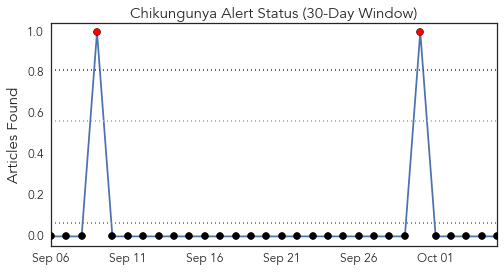 Chikungunya Alert Status (30-Day Window)
Articles Found
1.0
0.8
0.6
0.4
0.2
0.0
Sep 06 Sep 11 Sep 16 Sep 21 Sep 26 Oct 01